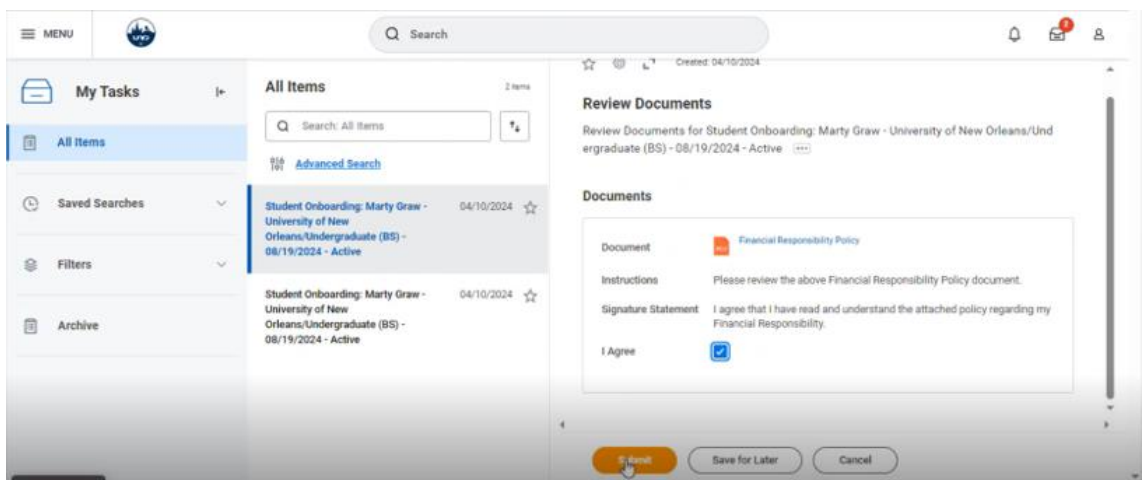 MENU
UNO
Search
2
My Tasks
All Items
Saved Searches
Filters
Archive
All Items
2 items
Search: All Items
Advanced Search
Student Onboarding: Marty Graw -
University of New
Orleans/Undergraduate (BS) -
08/19/2024 - Active
04/10/2024
Student Onboarding: Marty Graw -
University of New
Orleans/Undergraduate (BS) -
08/19/2024 - Active
04/10/2024
Created: 04/10/2024
Review Documents
Review Documents for Student Onboarding: Marty Graw - University of New Orleans/Und
ergraduate (BS) - 08/19/2024 - Active
Documents
Document
Financial Responsibility Policy
Instructions
Please review the above Financial Responsibility Policy document.
Signature Statement
I agree that I have read and understand the attached policy regarding my
Financial Responsibility.
I Agree
Submit
Save for Later
Cancel